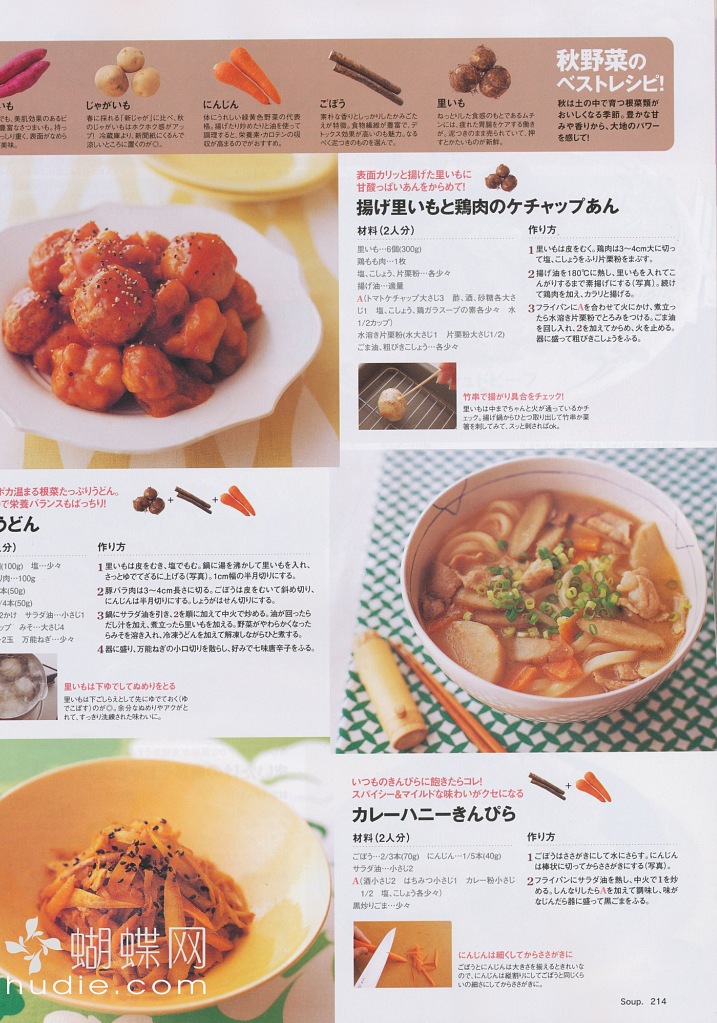 秋野菜の
ベストレシピ!
秋は土の中で育つ根菜類が
おいしくなる季節。豊かな甘
みや香りから、大地のパワー
を感じて!
いも
でも、美肌効果のあるビ
豊富なさつまいも。持っ
っしり重く、表面がなめら
美味。
じゃがいも
春に採れる「新じゃが」に比べ、秋
のじゃがいもはホクホク感がアッ
プ! 冷蔵庫より、新聞紙にくるんで
涼しいところに置くのが◎。
にんじん
体にうれしい緑黄色野菜の代表
格。揚げたり炒めたりと油を使って
調理すると、栄養素・カロテンの吸
収が高まるのでおすすめ。
ごぼう
素朴な香りとしっかりしたかみごた
えが特徴。食物繊維が豊富で、デ
トックス効果が高いのも魅力。なる
べく泥つきのものを選んで。
里いも
ねっとりした食感のもとであるムチ
ンには、疲れた胃腸をケアする働き
が。泥つきのまま売られていて、押
すとかたいものが新鮮。
表面カリッと揚げた里いもに
甘酸っぱいあんをからめて!
揚げ里いもと鶏肉のケチャップあん
材料(2人分)
里いも…6個(300g)
鶏もも肉…1枚
塩、こしょう、片栗粉…各少々
揚げ油…適量
A(トマトケチャップ大さじ3 酢、酒、砂糖各大さ
じ1 塩、こしょう、鶏ガラスープの素各少々 水
1/2カップ)
水溶き片栗粉(水大さじ1 片栗粉大さじ1/2)
ごま油、粗びきこしょう…各少々
作り方
1 里いもは皮をむく。鶏肉は3〜4cm大に切っ
て塩、こしょうをふり片栗粉をまぶす。
2 揚げ油を180℃に熱し、里いもを入れてこ
んがりするまで素揚げにする(写真)。続け
て鶏肉を加え、カラリと揚げる。
3 フライパンにAを合わせて火にかけ、煮立っ
たら水溶き片栗粉でとろみをつける。ごま油
を回し入れ、2を加えてからめ、火を止める。
器に盛って粗びきこしょうをふる。
竹串で揚がり具合をチェック!
里いもは中までちゃんと火が通っているかチ
ェック。揚げ鍋からひとつ取り出して竹串か菜
箸を刺してみて、スッと刺さればok。
ポカ温まる根菜たっぷりうどん。
で栄養バランスもばっちり!
うどん
人分)
(100g) 塩…少々
り肉…100g
本(50g)
/4本(50g)
2かけ サラダ油…小さじ1
ップ みそ…大さじ4
…2玉 万能ねぎ…少々
作り方
1 里いもは皮をむき、塩でもむ。鍋に湯を沸かして里いもを入れ、
さっとゆでてざるに上げる(写真)。1cm幅の半月切りにする。
2 豚バラ肉は3〜4cm長さに切る。ごぼうは皮をむいて斜め切り、
にんじんは半月切りにする。しょうがはせん切りにする。
3 鍋にサラダ油を引き、2を順に加えて中火で炒める。油が回ったら
だし汁を加え、煮立ったら里いもを加える。野菜がやわらかくなった
らみそを溶き入れ、冷凍うどんを加えて解凍しながらひと煮する。
4 器に盛り、万能ねぎの小口切りを散らし、好みで七味唐辛子をふる。
里いもは下ゆでしてぬめりをとる
里いもは下ごしらえとして先にゆでておく(ゆ
でこぼす)のが◎。余分なぬめりやアクがと
れて、すっきり洗練された味わいに。
いつものきんぴらに飽きたらコレ!
スパイシー&マイルドな味わいがクセになる
カレーハニーきんぴら
材料(2人分)
ごぼう…2/3本(70g) にんじん…1/5本(40g)
サラダ油…小さじ2
A(酒小さじ2 はちみつ小さじ1 カレー粉小さじ
1/2 塩、こしょう各少々)
黒炒りごま…少々
作り方
1 ごぼうはささがきにして水にさらす。にんじん
は棒状に切ってからささがきにする(写真)。
2 フライパンにサラダ油を熱し、中火で1を炒
める。しんなりしたらAを加えて調味し、味が
なじんだら器に盛って黒ごまをふる。
にんじんは細くしてからささがきに
ごぼうとにんじんは大きさを揃えるときれいな
ので、にんじんは縦割りにしてごぼうと同じくら
いの細さにしてからささがきに。
蝴蝶网
hudie.com
Soup. 214